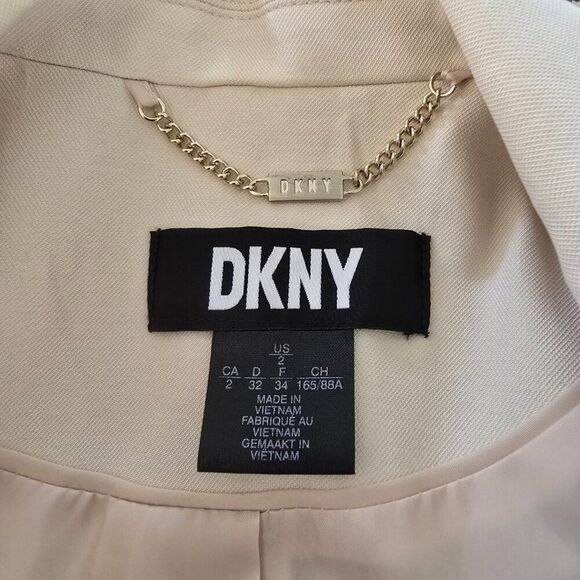 DKNY
DKNY
US
2
CA D F CH
2 32 34 165/88A
MADE IN
VIETNAM
FABRIQUÉ AU
VIETNAM
GEMAAKT IN
VIETNAM